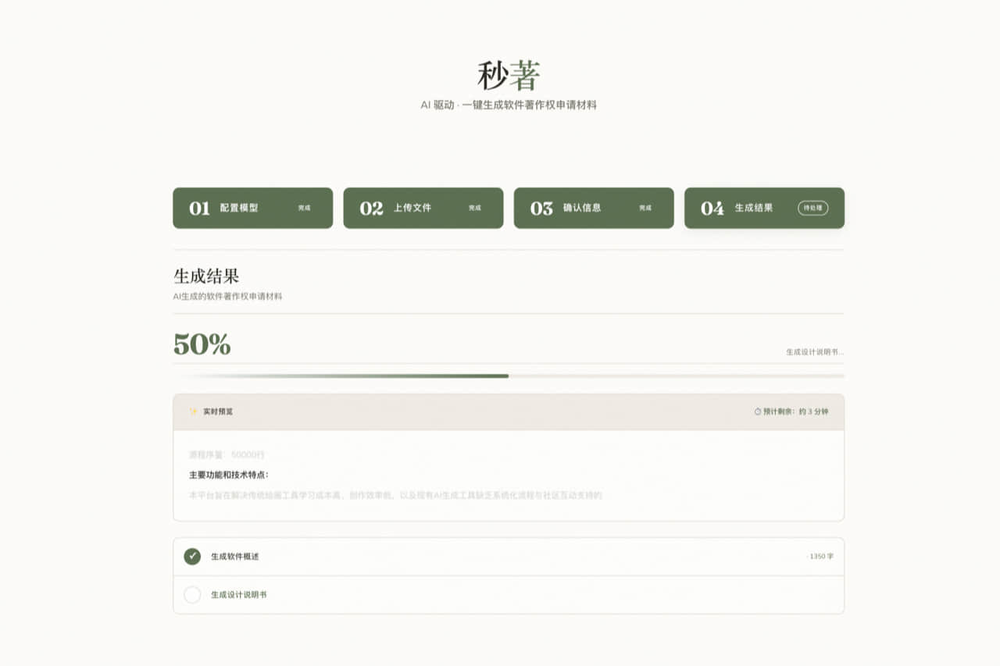 秒著
AI 驱动 · 一键生成软件著作权申请材料
01 配置模型 完成
02 上传文件 完成
03 确认信息 完成
04 生成结果 待处理
生成结果
AI生成的软件著作权申请材料
50%
生成设计说明书...
✨ 实时预览
⏱ 预计剩余：约 3 分钟
源程序量：50000行
主要功能和技术特点：
本平台旨在解决传统绘画工具学习成本高、创作效率低，以及现有AI生成工具缺乏系统化流程与社区互动支持的
生成软件概述
· 1350 字
生成设计说明书